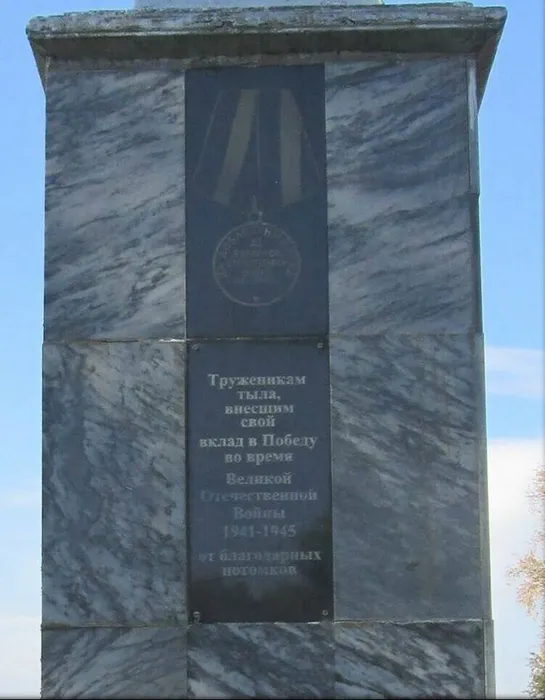 Труженикам
тыла,
внесшим
свой
вклад в Победу
во время
Великой
Отечественной
Войны
1941-1945
от благодарных
потомков